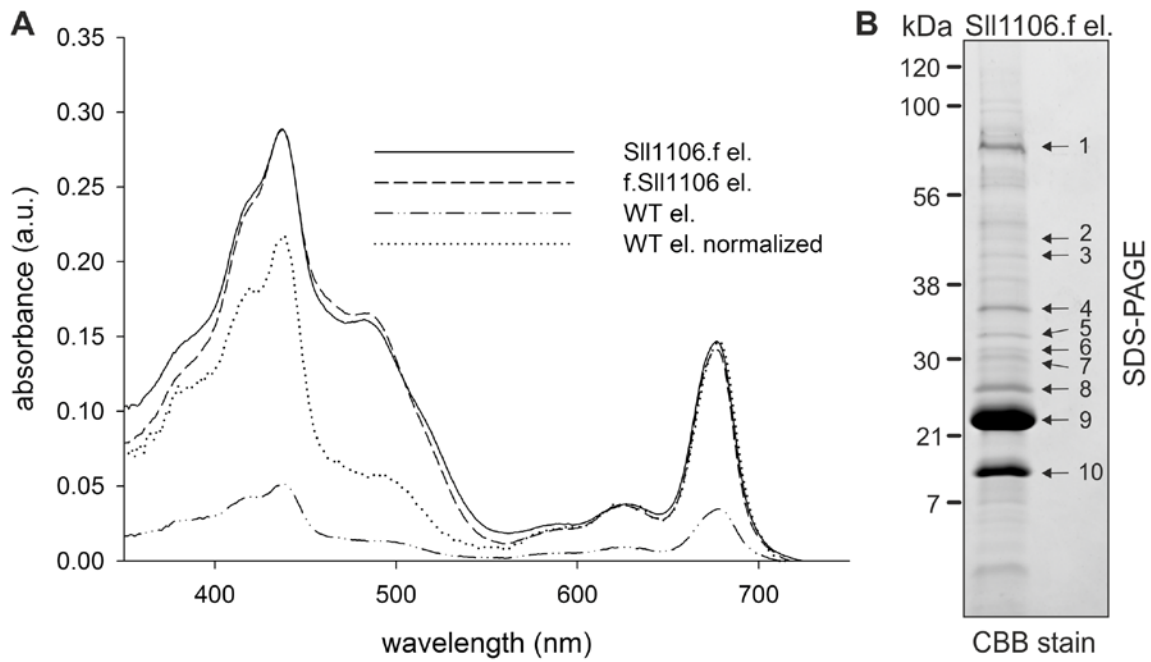 A
0.35
0.30
0.25
0.20
0.15
0.10
0.05
0.00
absorbance (a.u.)
400
500
600
700
wavelength (nm)
Sll1106.f el.
f.Sll1106 el.
WT el.
WT el. normalized
B
kDa Sll1106.f el.
120
100
56
38
30
21
7
1
2
3
4
5
6
7
8
9
10
SDS-PAGE
CBB stain